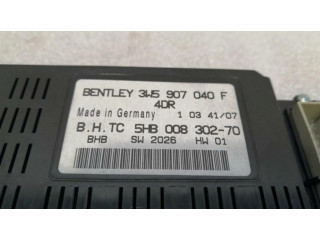 BENTLEY 3W5 907 040 F
4DR
Made in Germany 1 03 41/07
B.H.TC 5HB 008 302-70
BHB SW 2026 HW 01